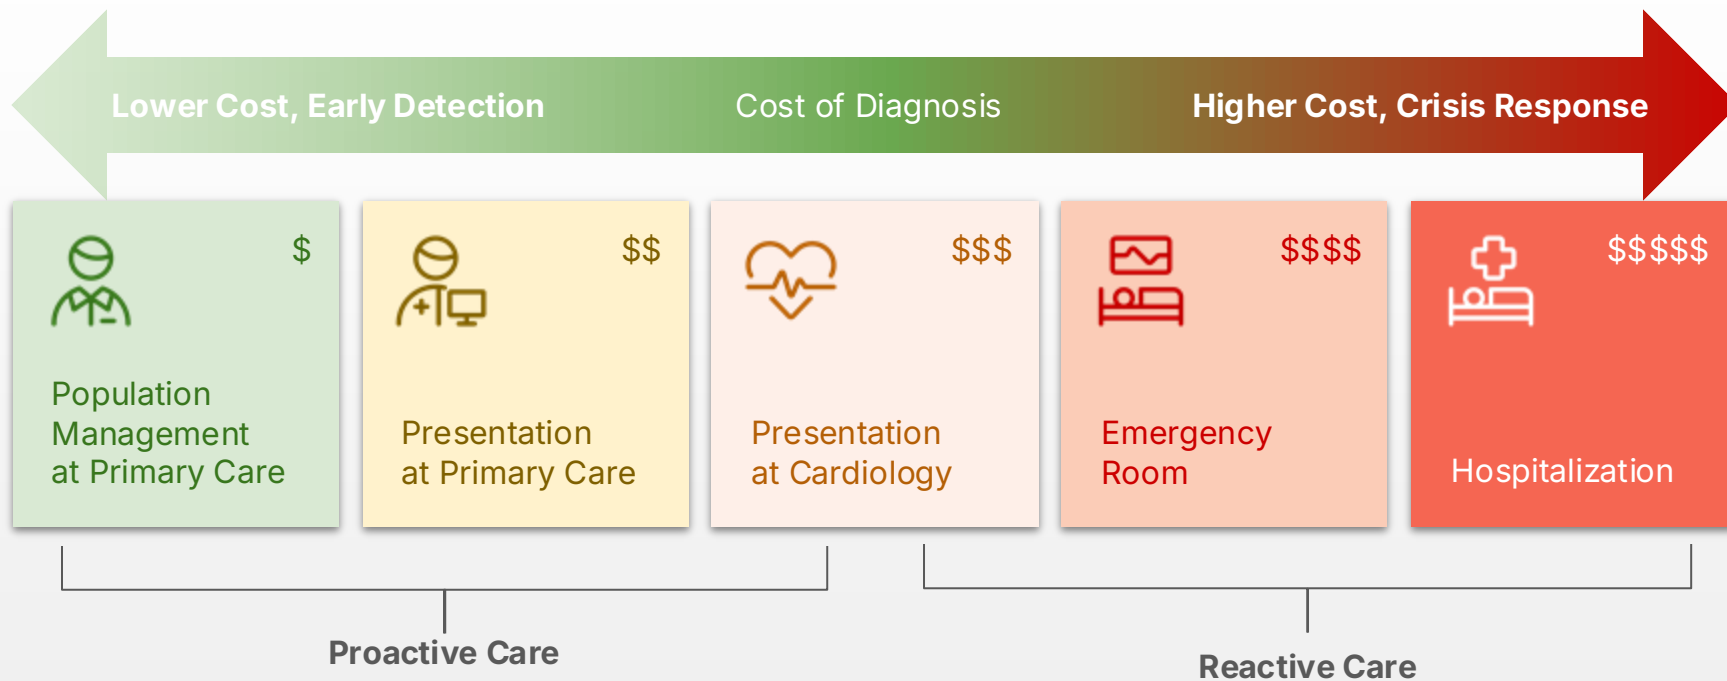 Lower Cost, Early Detection
Cost of Diagnosis
Higher Cost, Crisis Response
$
Population
Management
at Primary Care
$$
Presentation
at Primary Care
$$$
Presentation
at Cardiology
$$$$
Emergency
Room
$$$$$
Hospitalization
Proactive Care
Reactive Care